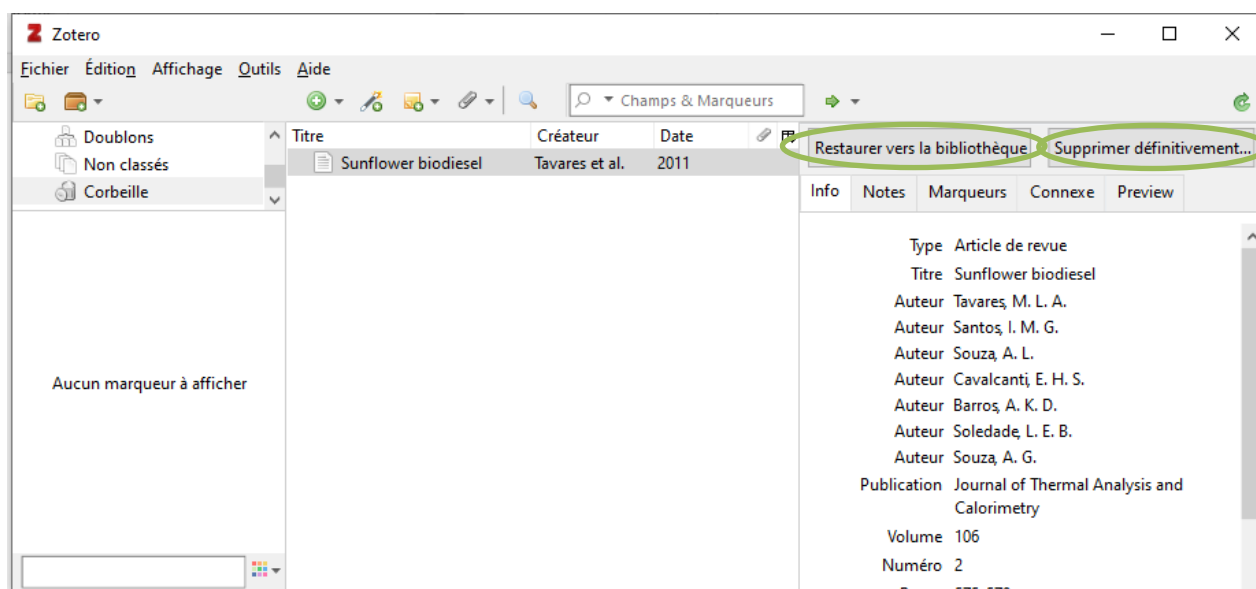 Zotero
Fichier Édition Affichage Outils Aide
Champs & Marqueurs
Doublons
Non classés
Corbeille
Titre Créateur Date
Sunflower biodiesel Tavares et al. 2011
Restaurer vers la bibliothèque Supprimer définitivement...
Info Notes Marqueurs Connexe Preview
Type Article de revue
Titre Sunflower biodiesel
Auteur Tavares, M. L. A.
Auteur Santos, I. M. G.
Auteur Souza, A. L.
Auteur Cavalcanti, E. H. S.
Auteur Barros, A. K. D.
Auteur Soledade, L. E. B.
Auteur Souza, A. G.
Publication Journal of Thermal Analysis and
Calorimetry
Volume 106
Numéro 2
Aucun marqueur à afficher